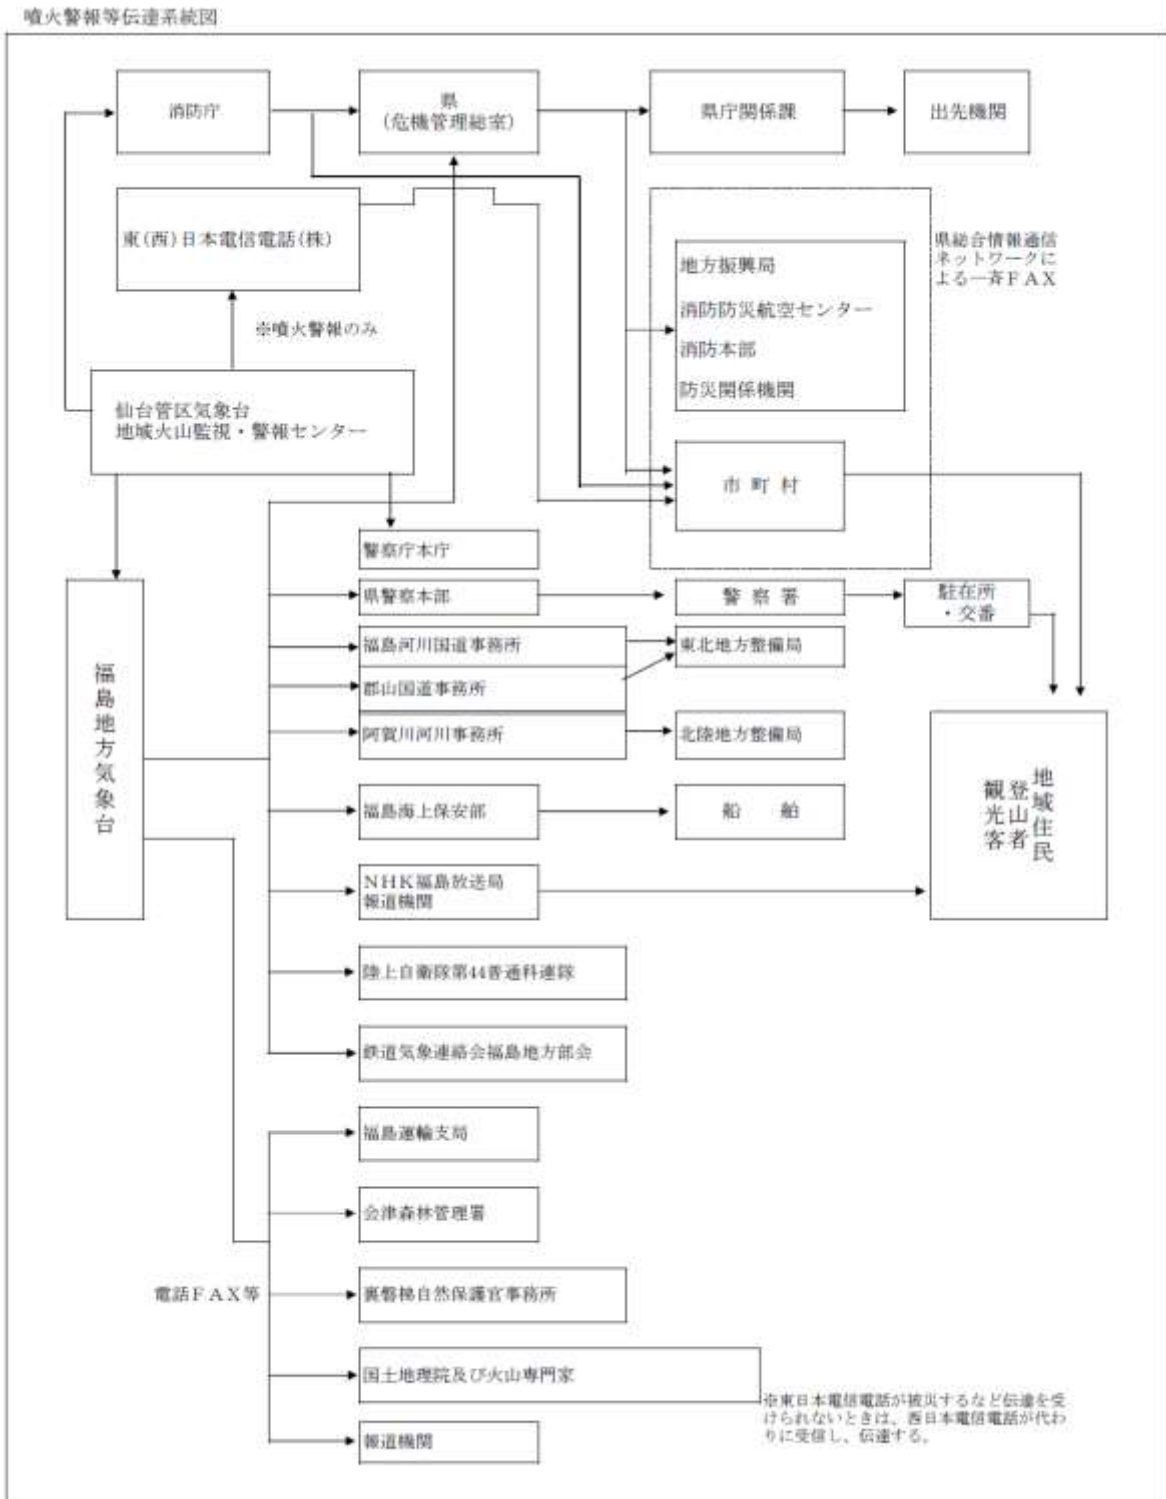 噴火警報等伝達系統図
消防庁
県
(危機管理総室)
県庁関係課
出先機関
東(西)日本電信電話(株)
※噴火警報のみ
仙台管区気象台
地域火山監視・警報センター
県総合情報通信
ネットワークに
よる一斉ＦＡＸ
地方振興局
消防防災航空センター
消防本部
防災関係機関
市町村
警察庁本庁
県警察本部
警察署
駐在所
・交番
福島河川国道事務所
東北地方整備局
郡山国道事務所
阿賀川河川事務所
北陸地方整備局
福島地方気象台
福島海上保安部
船舶
地域住民
登山者
観光客
ＮＨＫ福島放送局
報道機関
陸上自衛隊第44普通科連隊
鉄道気象連絡会福島地方部会
福島運輸支局
会津森林管理署
電話ＦＡＸ等
裏磐梯自然保護官事務所
国土地理院及び火山専門家
報道機関
※東日本電信電話が被災するなど伝達を受
けられないときは、西日本電信電話が代わ
りに受信し、伝達する。